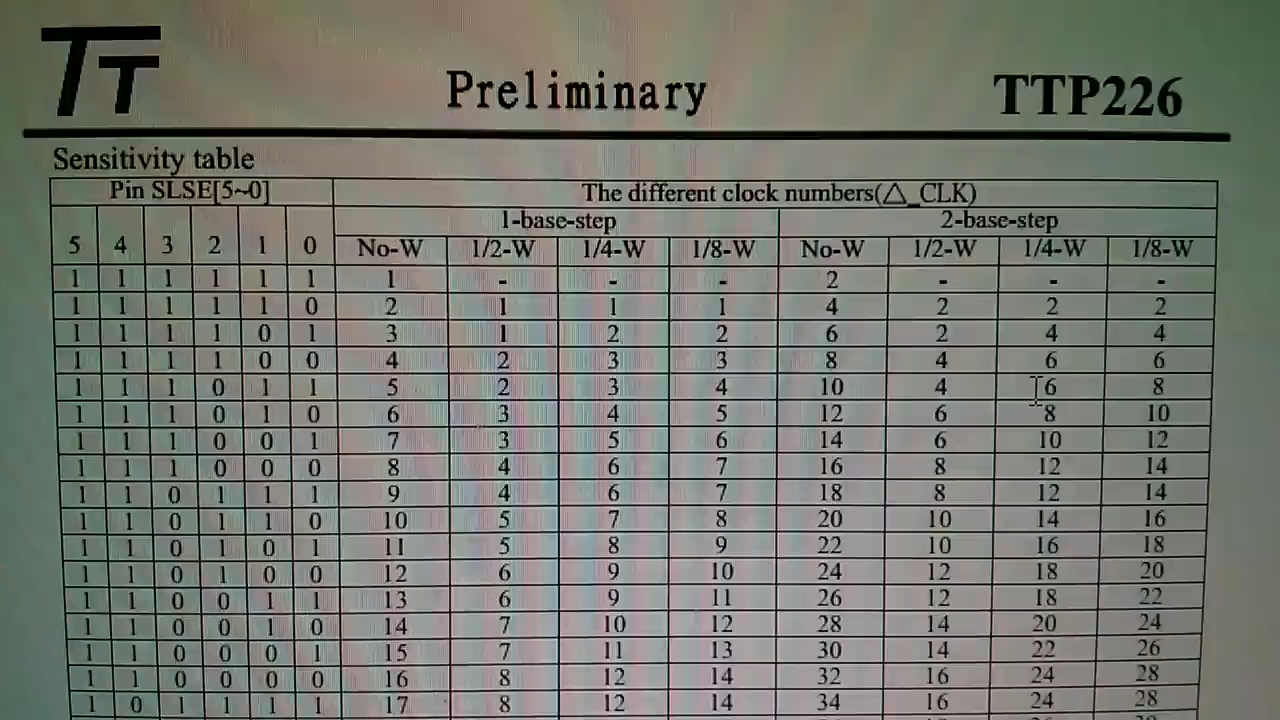 TT Preliminary TTP226
Sensitivity table
Pin SLSE[5~0] The different clock numbers(△_CLK)
1-base-step 2-base-step
5 4 3 2 1 0 No-W 1/2-W 1/4-W 1/8-W No-W 1/2-W 1/4-W 1/8-W
1 1 1 1 1 1 1 - - - 2 - - -
1 1 1 1 1 0 2 1 1 1 4 2 2 2
1 1 1 1 0 1 3 1 2 2 6 2 4 4
1 1 1 1 0 0 4 2 3 3 8 4 6 6
1 1 1 0 1 1 5 2 3 4 10 4 6 8
1 1 1 0 1 0 6 3 4 5 12 6 8 10
1 1 1 0 0 1 7 3 5 6 14 6 10 12
1 1 1 0 0 0 8 4 6 7 16 8 12 14
1 1 0 1 1 1 9 4 6 7 18 8 12 14
1 1 0 1 1 0 10 5 7 8 20 10 14 16
1 1 0 1 0 1 11 5 8 9 22 10 16 18
1 1 0 1 0 0 12 6 9 10 24 12 18 20
1 1 0 0 1 1 13 6 9 11 26 12 18 22
1 1 0 0 1 0 14 7 10 12 28 14 20 24
1 1 0 0 0 1 15 7 11 13 30 14 22 26
1 1 0 0 0 0 16 8 12 14 32 16 24 28
1 0 1 1 1 1 17 8 12 14 34 16 24 28